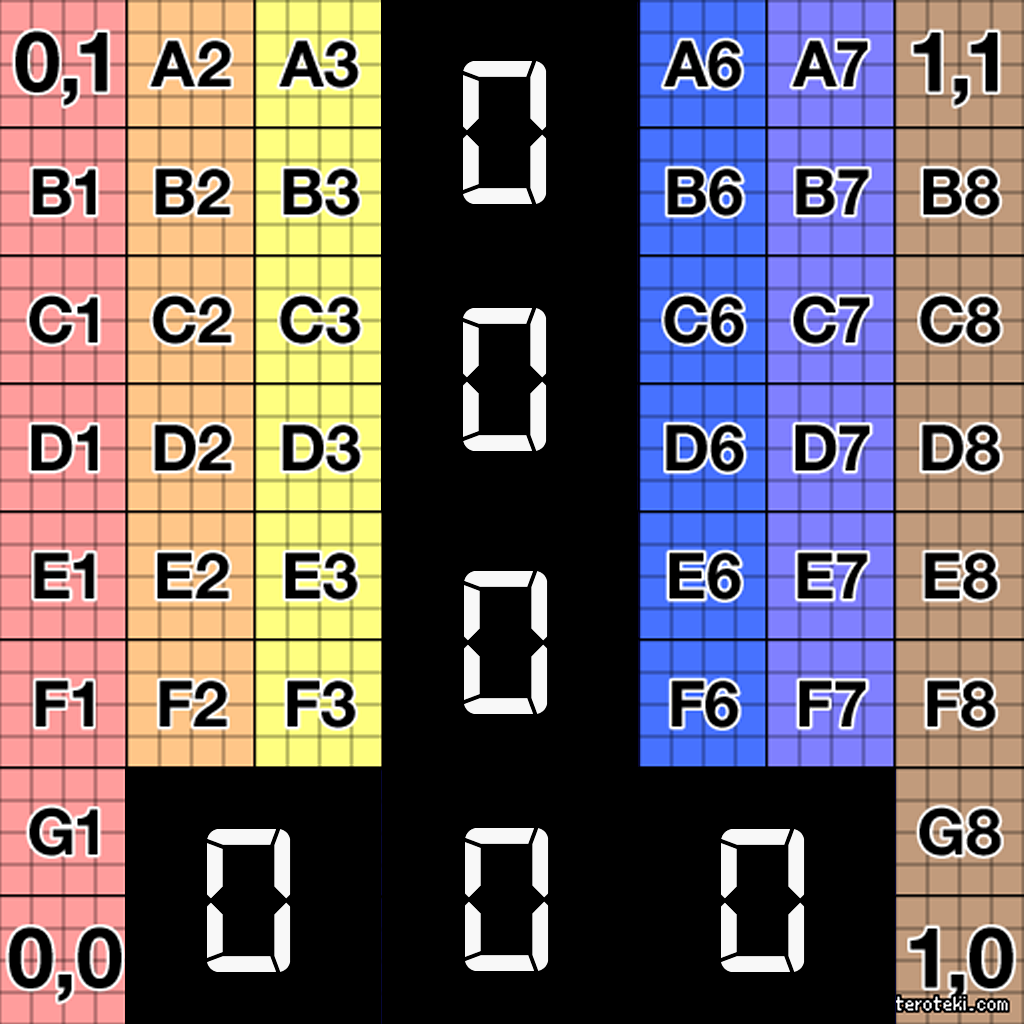 0,1 A2 A3 0 A6 A7 1,1
B1 B2 B3 B6 B7 B8
C1 C2 C3 0 C6 C7 C8
D1 D2 D3 D6 D7 D8
E1 E2 E3 0 E6 E7 E8
F1 F2 F3 F6 F7 F8
G1 0 0 0 G8
0,0 1,0
teroteki.com